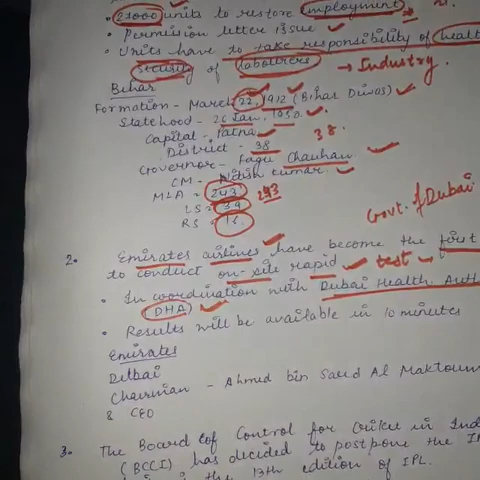 21000 units to restore employment
• Permission letter issue
• Units have to take responsibility of health
security of labourers → Industry.
Bihar
Formation - March 22, 1912 (Bihar Diwas)
Statehood - 26 Jan, 1950.
Capital - Patna
38.
District - 38
Governor - Fagu Chauhan
CM - Nitish Kumar.
MLA = 243 243
LS =
RS = 16
Govt. of Dubai
2. Emirates airlines have become the first
to conduct on-site rapid test
• In coordination with Dubai Health. Auth
(DHA)
• Results will be available in 10 minutes
Emirates
Dubai
Chairman - Ahmed bin Saeed Al Maktoum
& CEO
3. The Board of Control for Cricket in Ind
(BCCI) has decided to postpone the I
the 13th edition of IPL.